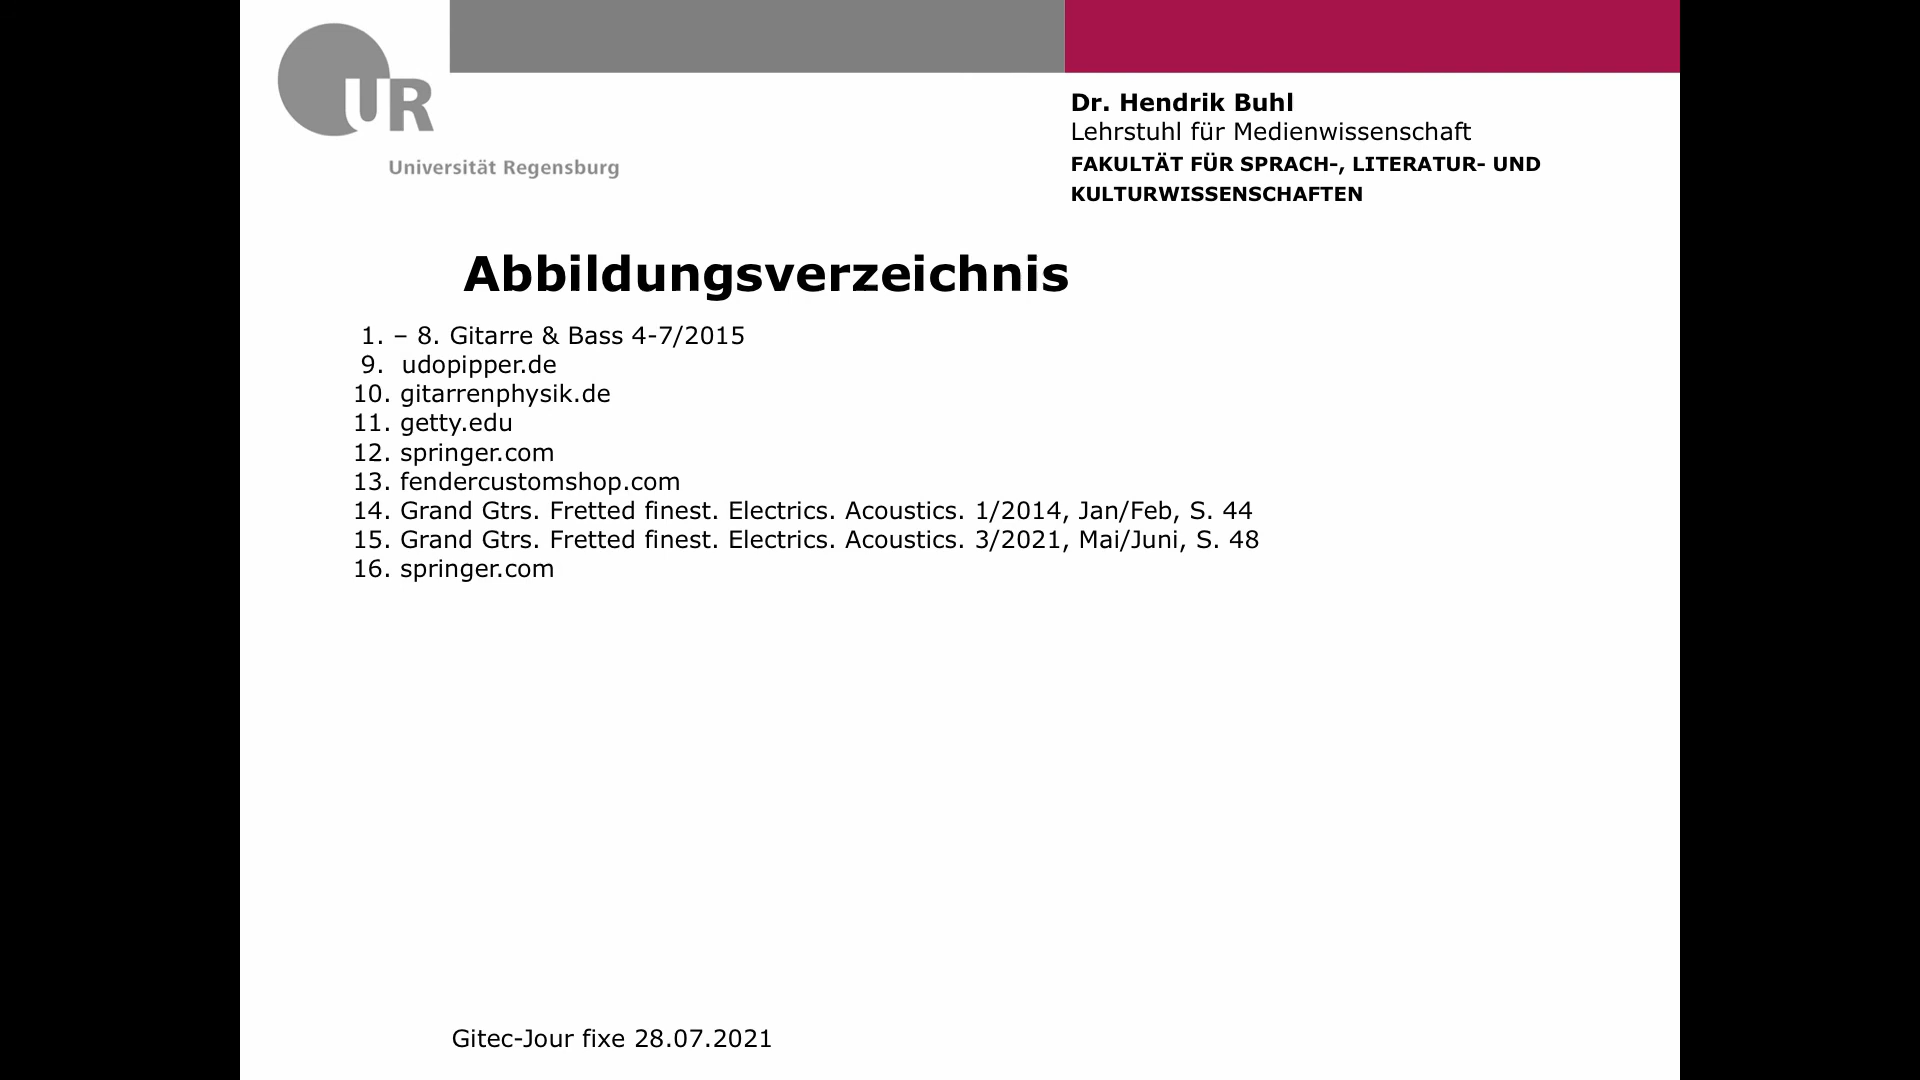 UR
Universität Regensburg
Dr. Hendrik Buhl
Lehrstuhl für Medienwissenschaft
FAKULTÄT FÜR SPRACH-, LITERATUR- UND
KULTURWISSENSCHAFTEN
Abbildungsverzeichnis
1. – 8. Gitarre & Bass 4-7/2015
9. udopipper.de
10. gitarrenphysik.de
11. getty.edu
12. springer.com
13. fendercustomshop.com
14. Grand Gtrs. Fretted finest. Electrics. Acoustics. 1/2014, Jan/Feb, S. 44
15. Grand Gtrs. Fretted finest. Electrics. Acoustics. 3/2021, Mai/Juni, S. 48
16. springer.com
Gitec-Jour fixe 28.07.2021